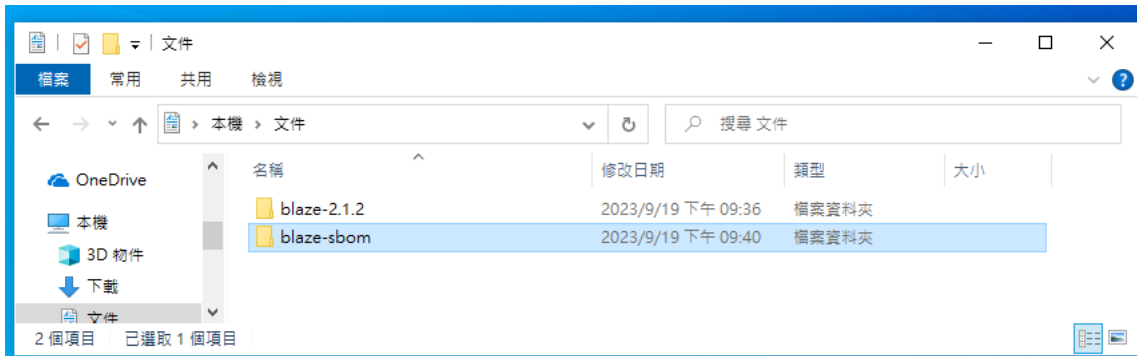 文件
檔案 常用 共用 檢視
本機 文件 搜尋 文件
名稱 修改日期 類型 大小
OneDrive
本機
3D 物件
下載
文件
blaze-2.1.2 2023/9/19 下午 09:36 檔案資料夾
blaze-sbom 2023/9/19 下午 09:40 檔案資料夾
2 個項目 已選取 1 個項目